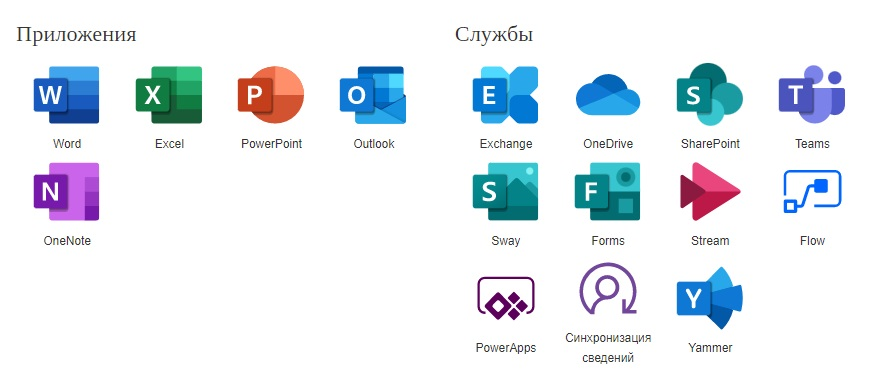 Приложения
W X P O
Word Excel PowerPoint Outlook
N
OneNote
Службы
E S T
Exchange OneDrive SharePoint Teams
S F
Sway Forms Stream Flow
Y
PowerApps Синхронизация сведений Yammer